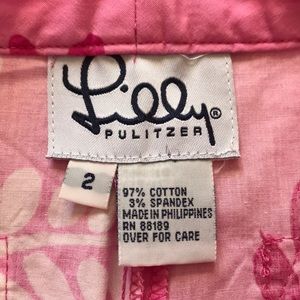 Lilly®
PULITZER
2
97% COTTON
3% SPANDEX
MADE IN PHILIPPINES
RN 88189
OVER FOR CARE